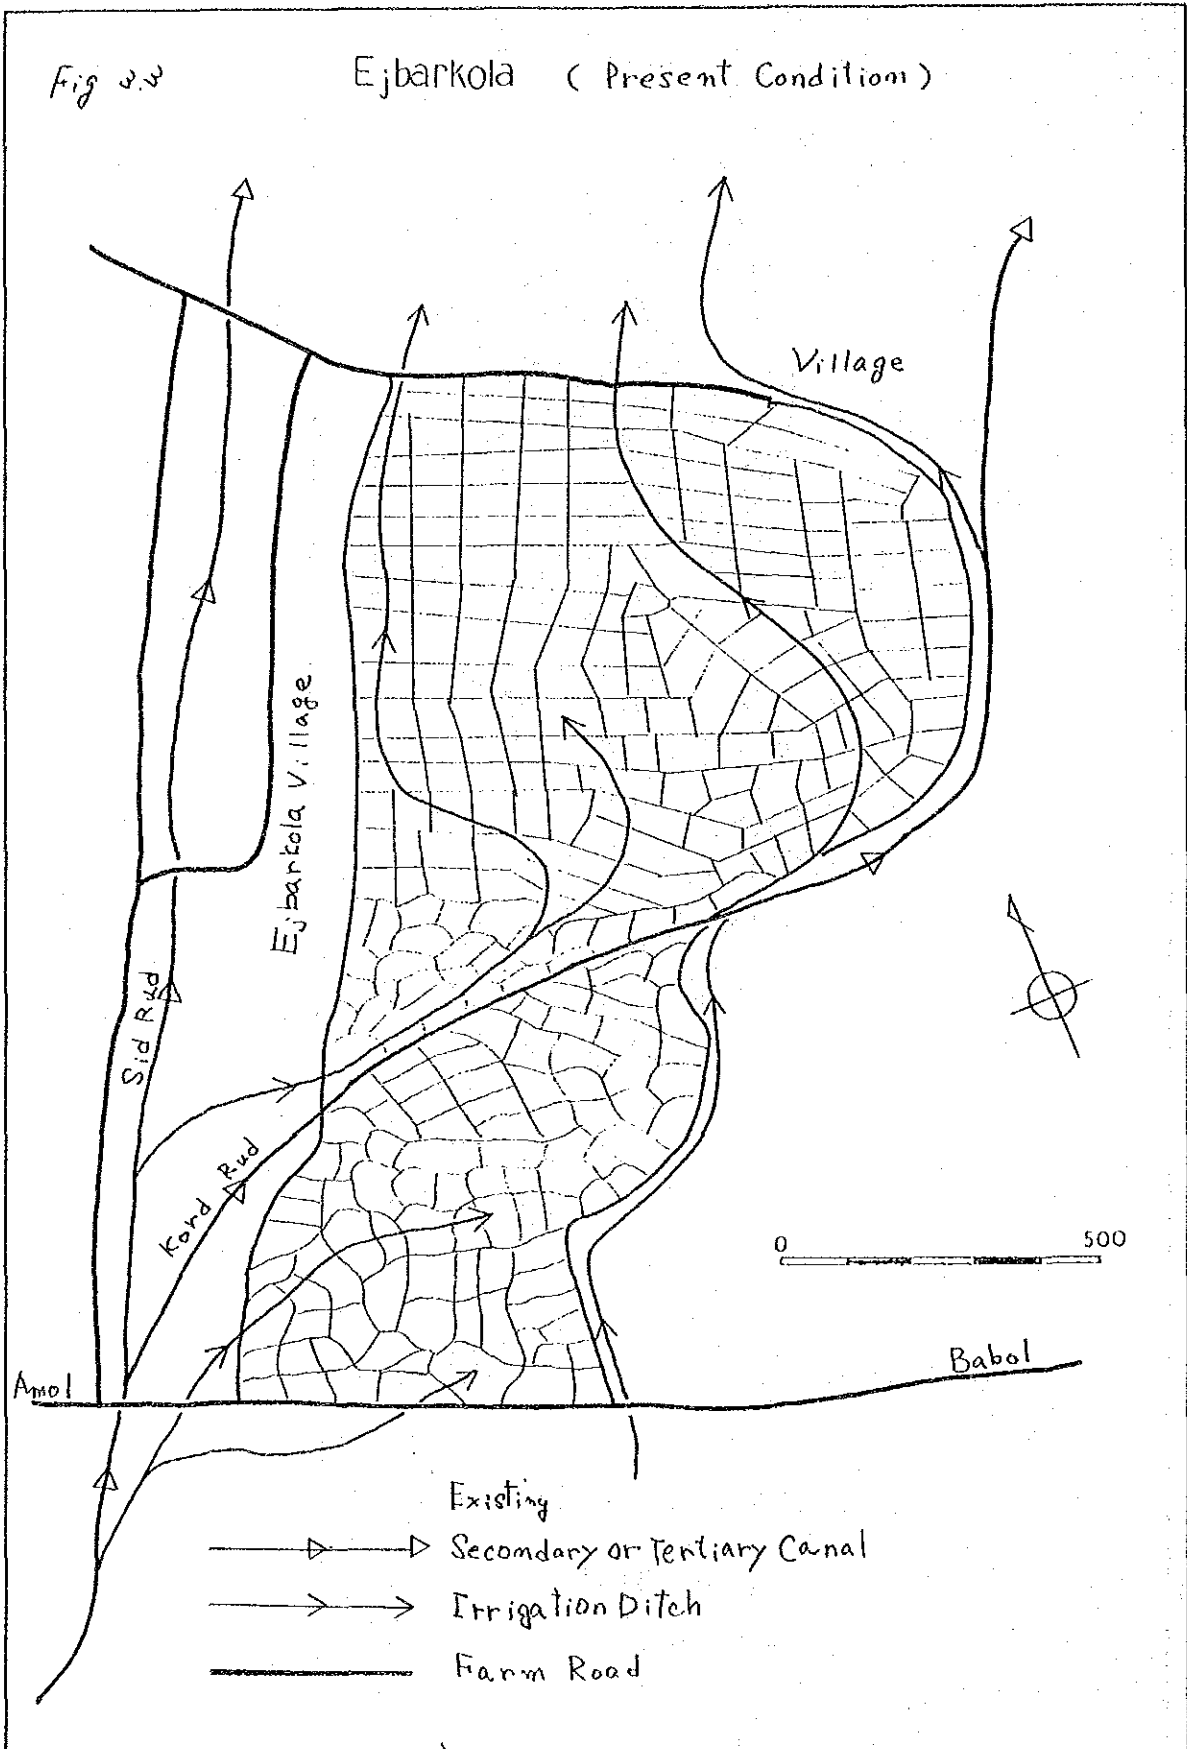 Fig 3.3
Ejbarkola ( Present Condition )
Village
Ejbarkola Village
Sid Rud
Kord Rud
0 500
Babol
Amol
Existing
Secondary or Tertiary Canal
Irrigation Ditch
Farm Road